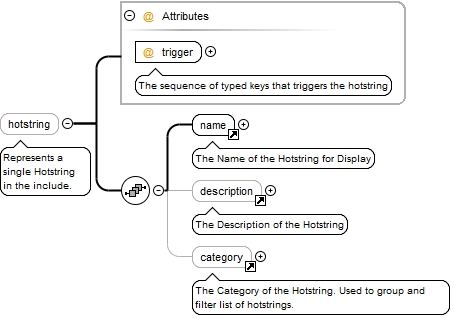 @ Attributes
@ trigger
The sequence of typed keys that triggers the hotstring
hotstring
Represents a
single Hotstring
in the include.
name
The Name of the Hotstring for Display
description
The Description of the Hotstring
category
The Category of the Hotstring. Used to group and
filter list of hotstrings.